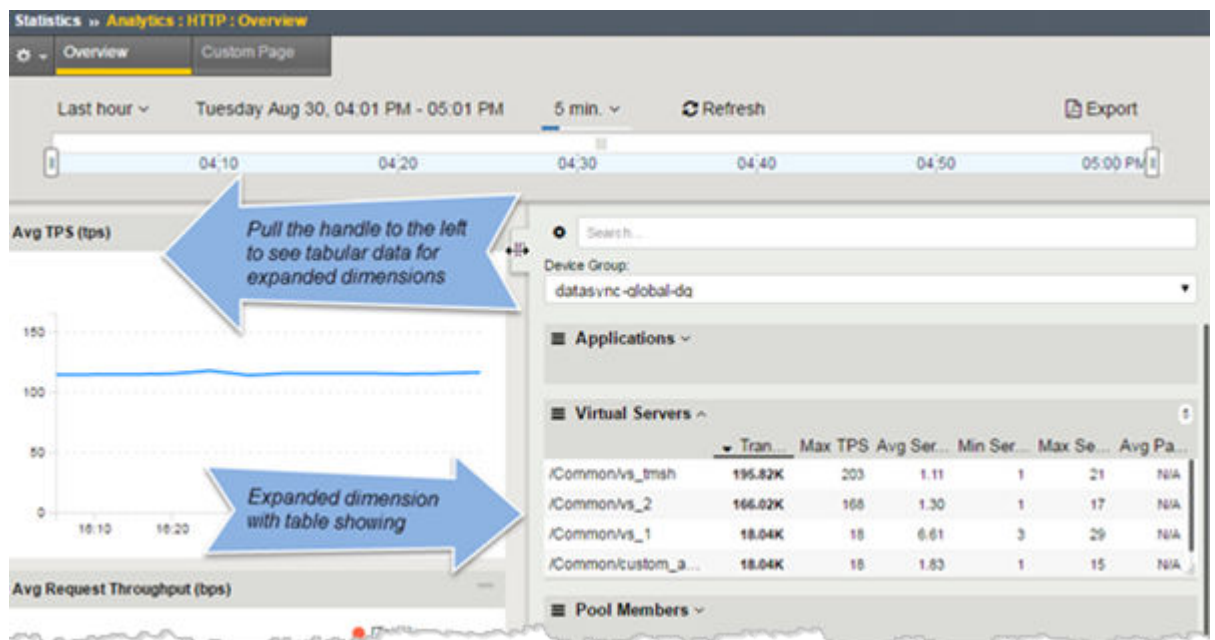 Statistics » Analytics : HTTP : Overview
Overview Custom Page
Last hour Tuesday Aug 30, 04:01 PM - 05:01 PM 5 min. Refresh Export
04:10 04:20 04:30 04:40 04:50 05:00 PM
Avg TPS (tps)
Pull the handle to the left
to see tabular data for
expanded dimensions
150
100
50
0
16:10 16:20
Expanded dimension
with table showing
Avg Request Throughput (bps)
Search...
Device Group:
datasync-global-dg
Applications
Virtual Servers 5
Tran... Max TPS Avg Ser... Min Ser... Max Se... Avg Pa...
/Common/vs_tmsh 195.82K 203 1.11 1 21 N/A
/Common/vs_2 166.02K 168 1.30 1 17 N/A
/Common/vs_1 18.04K 18 6.61 3 29 N/A
/Common/custom_a... 18.04K 18 1.83 1 15 N/A
Pool Members